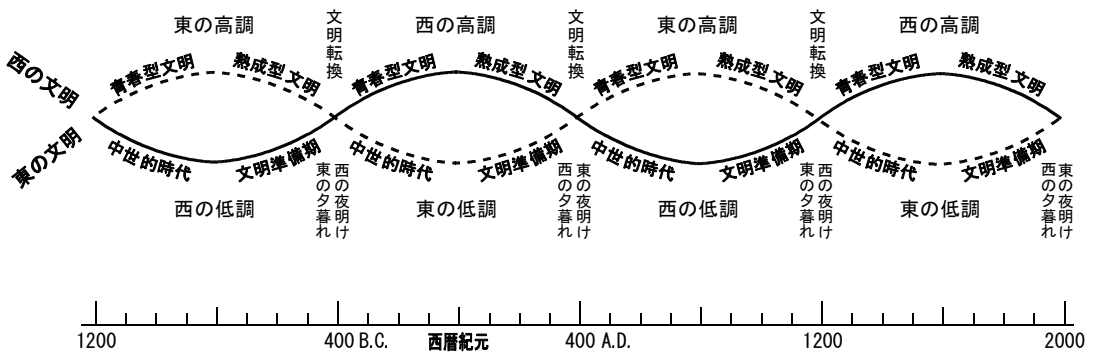 東の高調
文明転換
西の高調
文明転換
東の高調
文明転換
西の高調
西の文明
青春型文明
熟成型文明
青春型文明
熟成型文明
青春型文明
熟成型文明
青春型文明
熟成型文明
東の文明
中世的時代
文明準備期
中世的時代
文明準備期
中世的時代
文明準備期
中世的時代
文明準備期
西の夜明け
東の夕暮れ
東の夜明け
西の夕暮れ
西の夜明け
東の夕暮れ
東の夜明け
西の夕暮れ
西の低調
東の低調
西の低調
東の低調
1200
400 B.C.
西暦紀元
400 A.D.
1200
2000